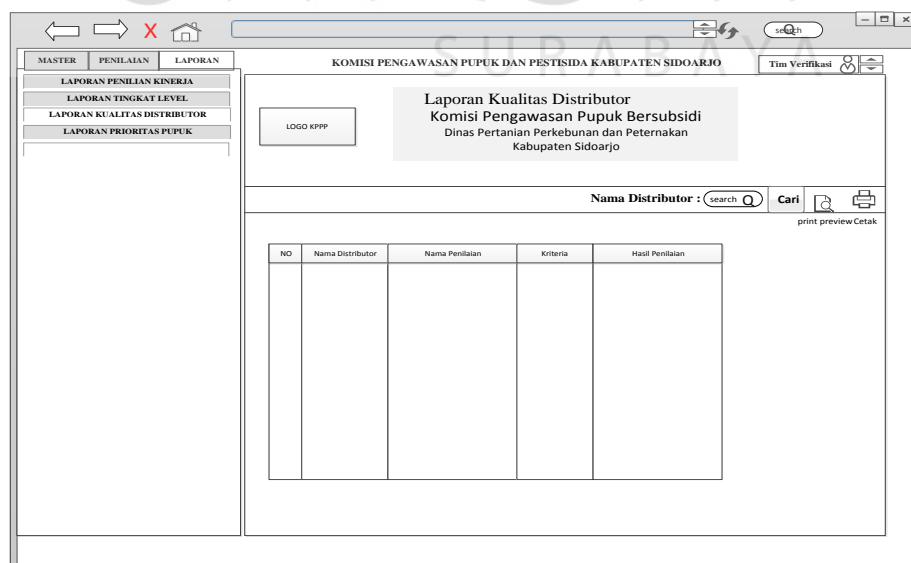 X
search
SURABAYA
MASTER PENILAIAN LAPORAN
KOMISI PENGAWASAN PUPUK DAN PESTISIDA KABUPATEN SIDOARJO
Tim Verifikasi
LAPORAN PENILIAN KINERJA
LAPORAN TINGKAT LEVEL
LAPORAN KUALITAS DISTRIBUTOR
LAPORAN PRIORITAS PUPUK
LOGO KPPP
Laporan Kualitas Distributor
Komisi Pengawasan Pupuk Bersubsidi
Dinas Pertanian Perkebunan dan Peternakan
Kabupaten Sidoarjo
Nama Distributor : search Cari
print preview Cetak
NO Nama Distributor Nama Penilaian Kriteria Hasil Penilaian